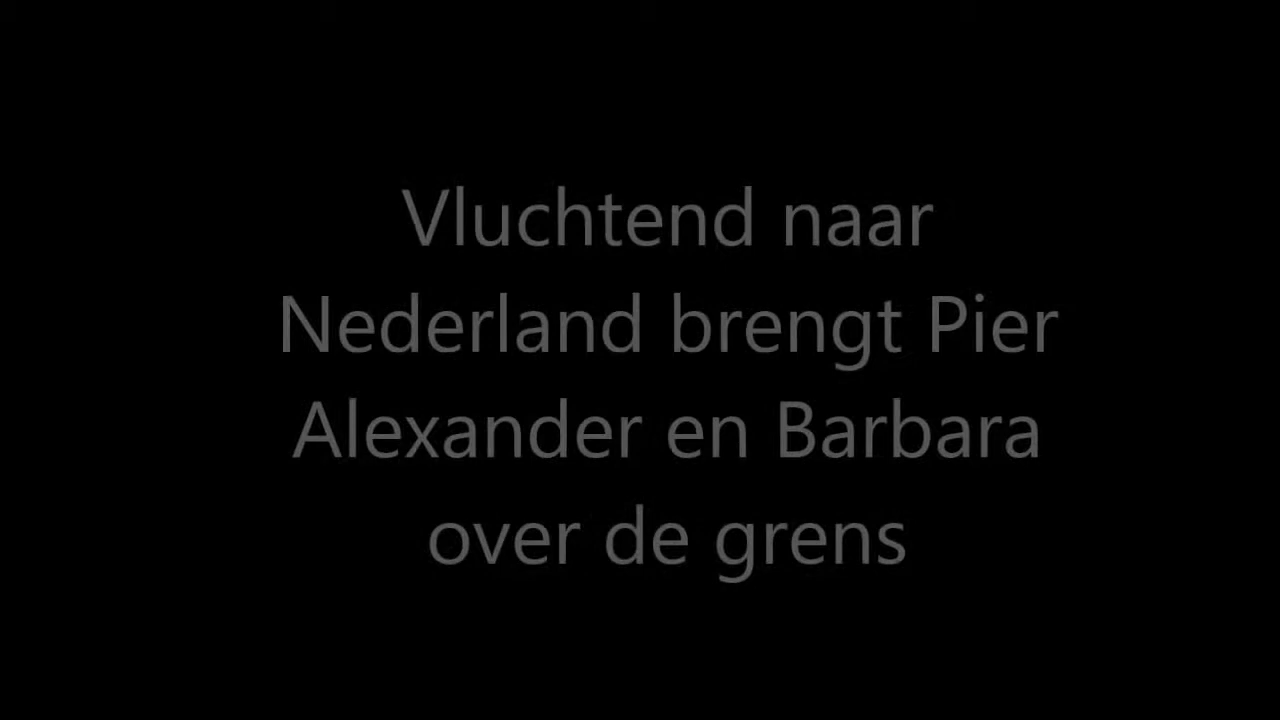 Vluchtend naar
Nederland brengt Pier
Alexander en Barbara
over de grens